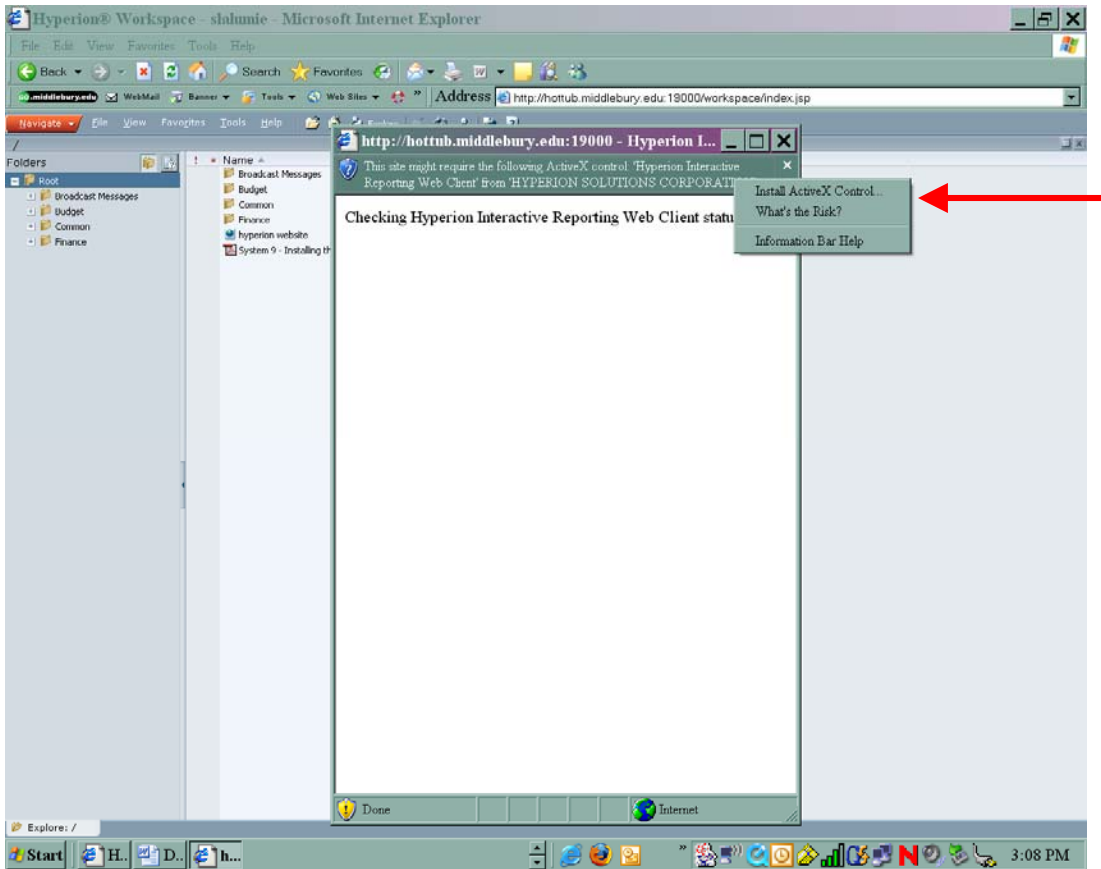 Hyperion® Workspace - slalumie - Microsoft Internet Explorer
File Edit View Favorites Tools Help
Back Search Favorites
go.middlebury.edu WebMail Banner Tools Web Sites » Address http://hottub.middlebury.edu:19000/workspace/index.jsp
Navigate File View Favorites Tools Help
/
Folders
Root
Broadcast Messages
Budget
Common
Finance
! Name
Broadcast Messages
Budget
Common
Finance
hyperion website
System 9 - Installing th
http://hottub.middlebury.edu:19000 - Hyperion I...
This site might require the following ActiveX control: 'Hyperion Interactive
Reporting Web Client' from 'HYPERION SOLUTIONS
Checking Hyperion Interactive Reporting Web Client statu
Install ActiveX Control...
What's the Risk?
Information Bar Help
Done
Internet
Explore: /
Start H.. D.. h... » 3:08 PM